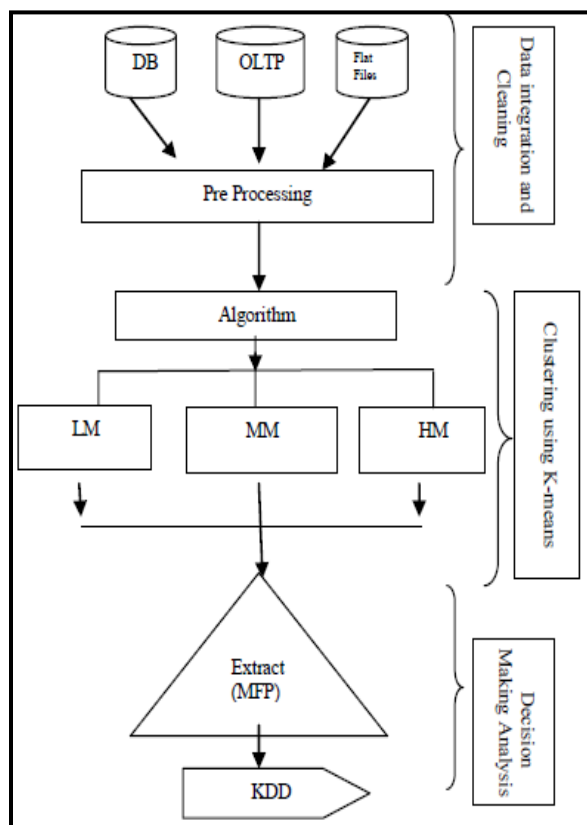 DB
OLTP
Flat
Files
Pre Processing
Data integration and
Cleaning
Algorithm
LM
MM
HM
Clustering using K-means
Extract
(MFP)
KDD
Decision
Making Analysis